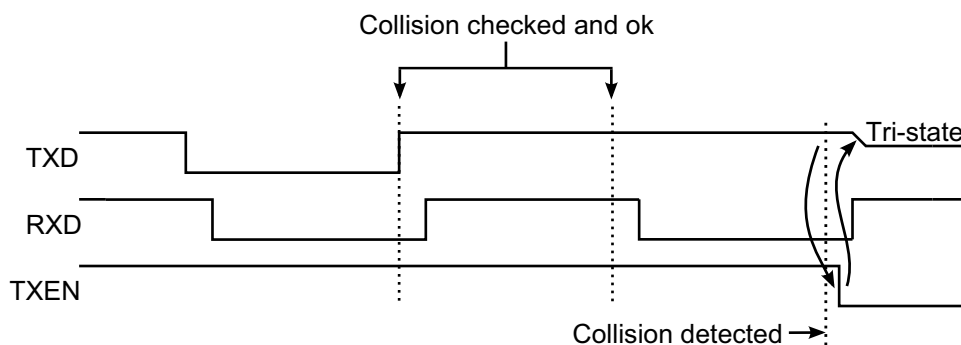 Collision checked and ok
TXD
Tri-state
RXD
TXEN
Collision detected